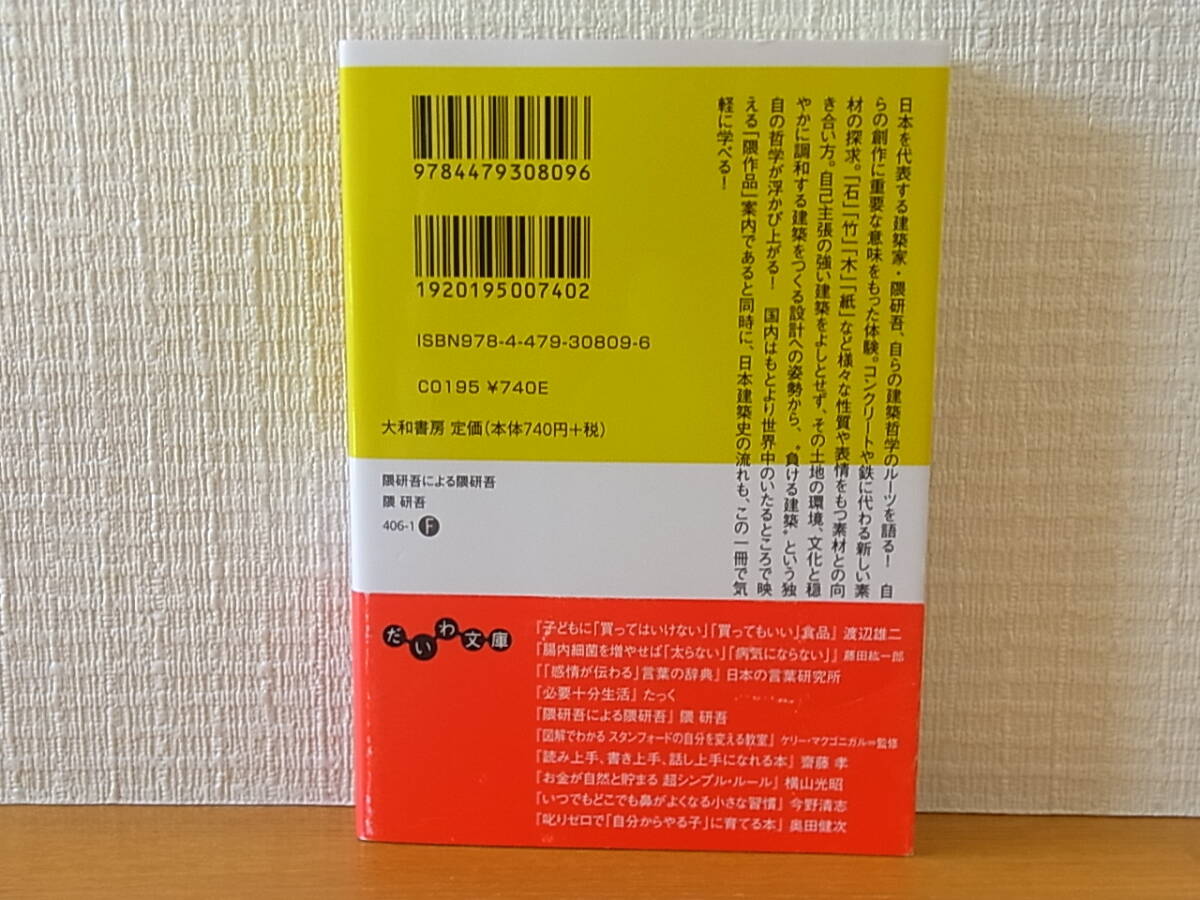 日本を代表する建築家・隈研吾、自らの建築哲学のルーツを語る！　自
らの創作に重要な意味をもった体験。コンクリートや鉄に代わる新しい素
材の探求。「石」「竹」「木」「紙」など様々な性質や表情をもつ素材との向
き合い方。自己主張の強い建築をよしとせず、その土地の環境、文化と穏
やかに調和する建築をつくる設計への姿勢から、〝負ける建築〟という独
自の哲学が浮かび上がる！　国内はもとより世界中のいたるところで映
える「隈作品」案内であると同時に、日本建築史の流れも、この一冊で気
軽に学べる！
9784479308096
1920195007402
ISBN978-4-479-30809-6
C0195 ¥740E
大和書房 定価(本体740円+税)
隈研吾による隈研吾
隈 研吾
406-1 F
だいわ文庫
『子どもに「買ってはいけない」「買ってもいい」食品』 渡辺雄二
『腸内細菌を増やせば「太らない」「病気にならない」』 藤田紘一郎
『「感情が伝わる」言葉の辞典』 日本の言葉研究所
『必要十分生活』 たっく
『隈研吾による隈研吾』 隈 研吾
『図解でわかる スタンフォードの自分を変える教室』 ケリー・マクゴニガル=監修
『読み上手、書き上手、話し上手になれる本』 齋藤 孝
『お金が自然と貯まる 超シンプル・ルール』 横山光昭
『いつでもどこでも鼻がよくなる小さな習慣』 今野清志
『叱りゼロで「自分からやる子」に育てる本』 奥田健次